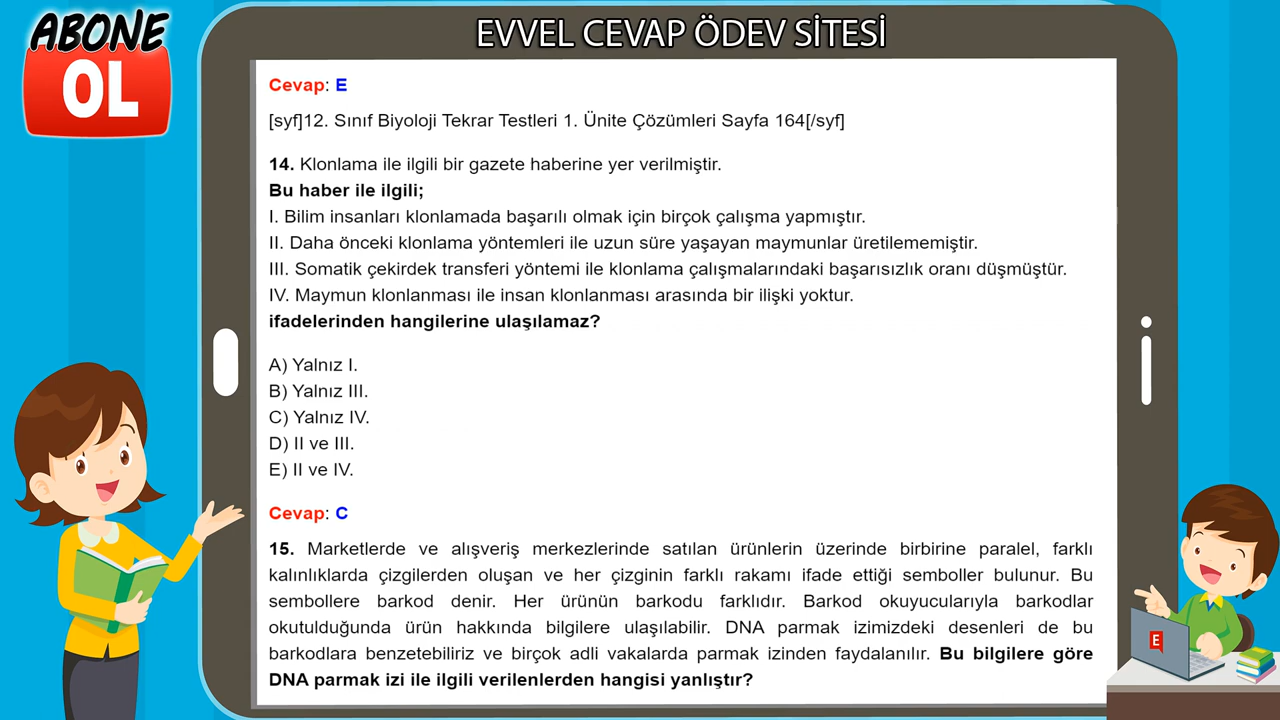 ABONE
OL
EVVEL CEVAP ÖDEV SİTESİ
Cevap: E
[syf]12. Sınıf Biyoloji Tekrar Testleri 1. Ünite Çözümleri Sayfa 164[/syf]
14. Klonlama ile ilgili bir gazete haberine yer verilmiştir.
Bu haber ile ilgili;
I. Bilim insanları klonlamada başarılı olmak için birçok çalışma yapmıştır.
II. Daha önceki klonlama yöntemleri ile uzun süre yaşayan maymunlar üretilememiştir.
III. Somatik çekirdek transferi yöntemi ile klonlama çalışmalarındaki başarısızlık oranı düşmüştür.
IV. Maymun klonlanması ile insan klonlanması arasında bir ilişki yoktur.
ifadelerinden hangilerine ulaşılamaz?
A) Yalnız I.
B) Yalnız III.
C) Yalnız IV.
D) II ve III.
E) II ve IV.
Cevap: C
15. Marketlerde ve alışveriş merkezlerinde satılan ürünlerin üzerinde birbirine paralel, farklı
kalınlıklarda çizgilerden oluşan ve her çizginin farklı rakamı ifade ettiği semboller bulunur. Bu
sembollere barkod denir. Her ürünün barkodu farklıdır. Barkod okuyucularıyla barkodlar
okutulduğunda ürün hakkında bilgilere ulaşılabilir. DNA parmak izimizdeki desenleri de bu
barkodlara benzetebiliriz ve birçok adli vakalarda parmak izinden faydalanılır. Bu bilgilere göre
DNA parmak izi ile ilgili verilenlerden hangisi yanlıştır?
E